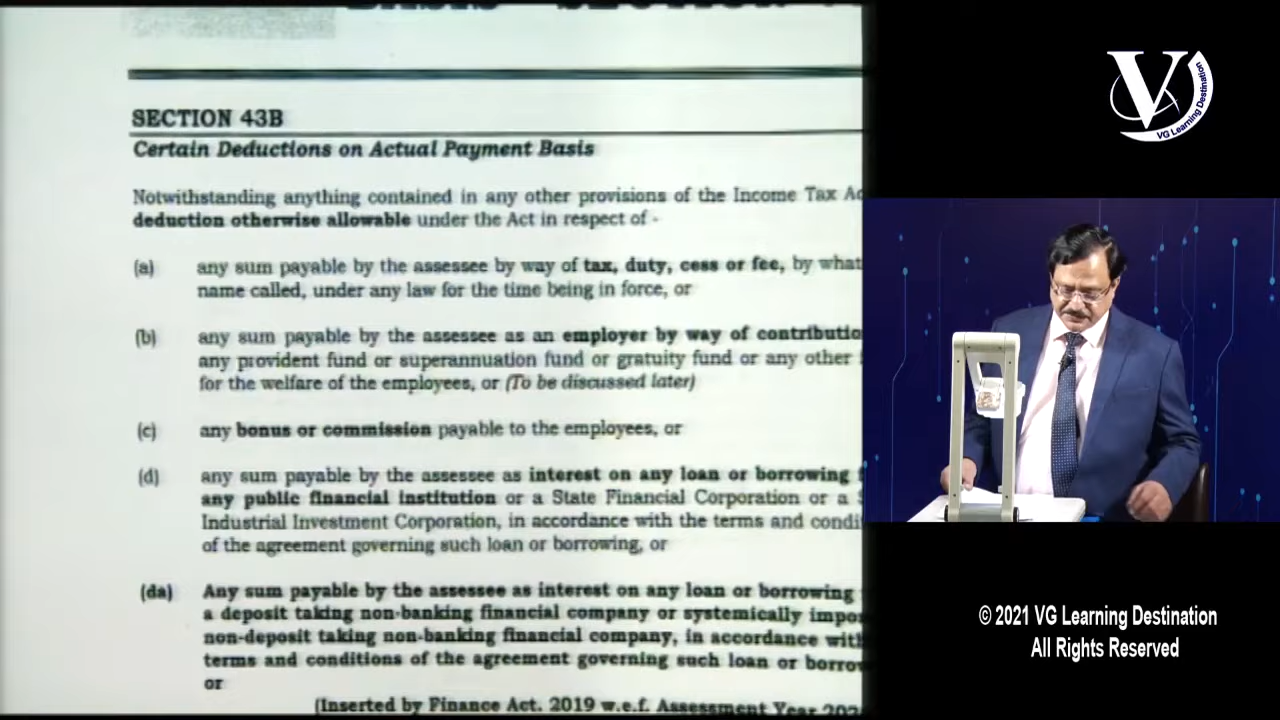 SECTION 43B
Certain Deductions on Actual Payment Basis
Notwithstanding anything contained in any other provisions of the Income Tax
deduction otherwise allowable under the Act in respect of -
(a) any sum payable by the assessee by way of tax, duty, cess or fee, by what
name called, under any law for the time being in force, or
(b) any sum payable by the assessee as an employer by way of contributio
any provident fund or superannuation fund or gratuity fund or any other
for the welfare of the employees, or (To be discussed later)
(c) any bonus or commission payable to the employees, or
(d) any sum payable by the assessee as interest on any loan or borrowing
any public financial institution or a State Financial Corporation or a
Industrial Investment Corporation, in accordance with the terms and condi
of the agreement governing such loan or borrowing, or
(da) Any sum payable by the assessee as interest on any loan or borrowing
a deposit taking non-banking financial company or systemically impo
non-deposit taking non-banking financial company, in accordance with
terms and conditions of the agreement governing such loan or borro
or
(Inserted by Finance Act. 2019 w.e.f. Assessment Year
V
VG Learning Destination
© 2021 VG Learning Destination
All Rights Reserved